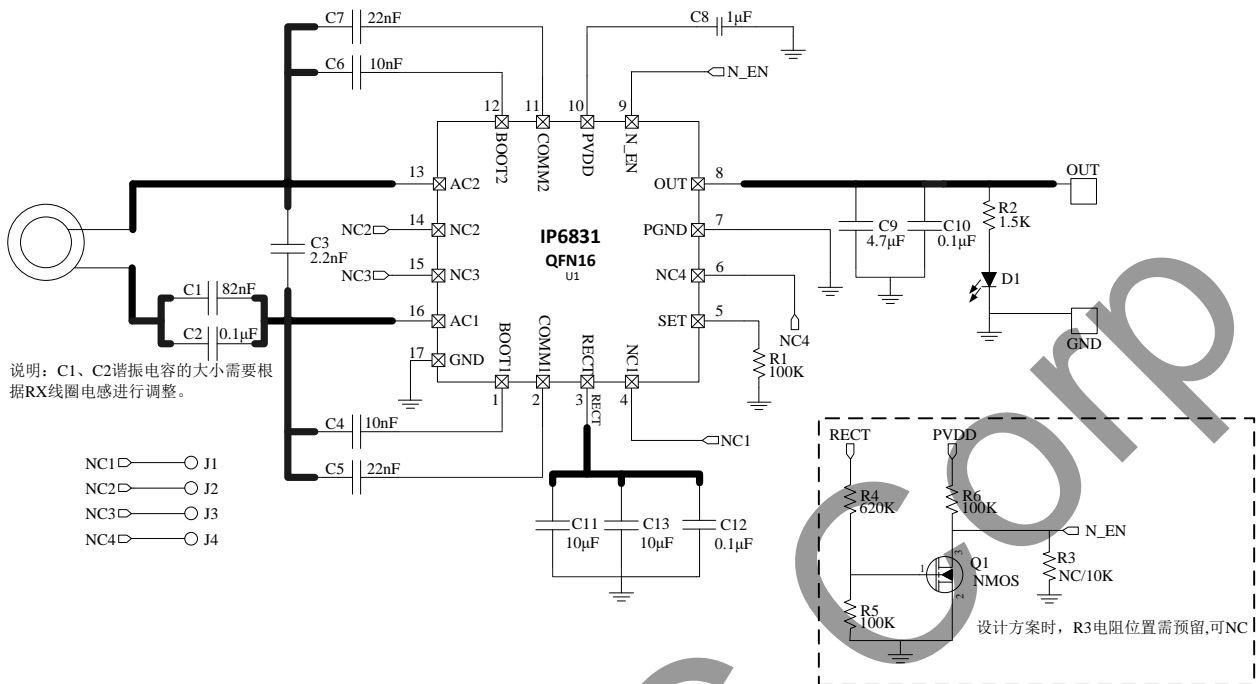 C7 22nF
C8 1μF
C6 10nF
N_EN
12 11 10 9
BOOT2 COMM2 PVDD N_EN
13 AC2
OUT 8
OUT
14 NC2 NC2
IP6831
QFN16
U1
PGND 7
15 NC3 NC3
NC4 6
16 AC1
SET 5
17 GND
BOOT1 COMM1 RECT NC1
1 2 3 4
RECT
C3
2.2nF
C1 82nF
C2 0.1μF
C9
4.7μF
C10
0.1μF
R2
1.5K
D1
GND
NC4
R1
100K
说明：C1、C2谐振电容的大小需要根
据RX线圈电感进行调整。
C4 10nF
C5 22nF
NC1
NC1 J1
NC2 J2
NC3 J3
NC4 J4
C11
10μF
C13
10μF
C12
0.1μF
RECT PVDD
R4
620K
R6
100K
N_EN
R3
NC/10K
Q1
NMOS
1
3
2
R5
100K
设计方案时，R3电阻位置需预留,可NC
Corp